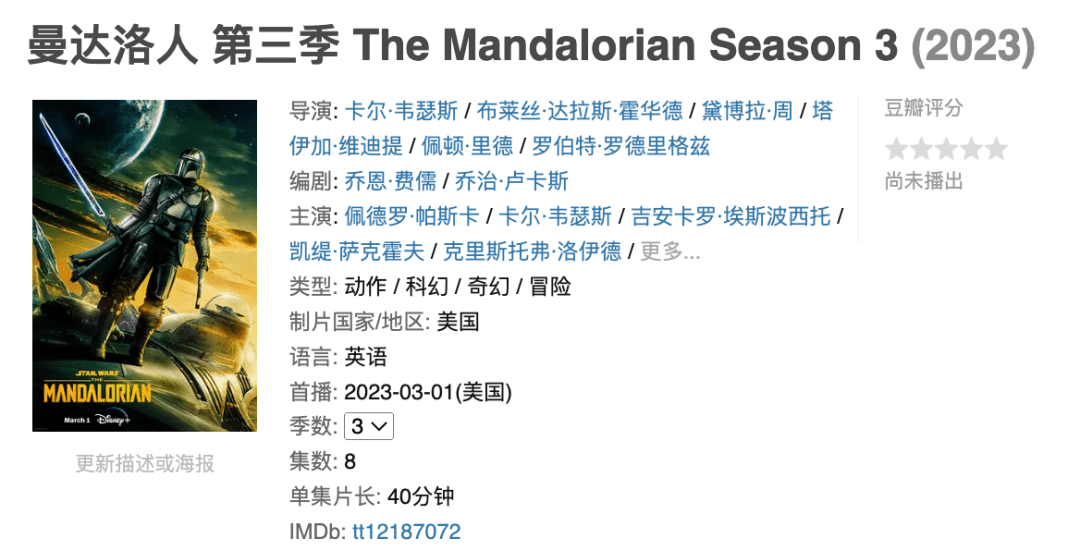 曼达洛人 第三季 The Mandalorian Season 3 (2023)
STAR WARS
THE
MANDALORIAN
March 1 Disney+
更新描述或海报
导演: 卡尔·韦瑟斯 / 布莱丝·达拉斯·霍华德 / 黛博拉·周 / 塔
伊加·维迪提 / 佩顿·里德 / 罗伯特·罗德里格兹
编剧: 乔恩·费儒 / 乔治·卢卡斯
主演: 佩德罗·帕斯卡 / 卡尔·韦瑟斯 / 吉安卡罗·埃斯波西托 /
凯缇·萨克霍夫 / 克里斯托弗·洛伊德 / 更多...
类型: 动作 / 科幻 / 奇幻 / 冒险
制片国家/地区: 美国
语言: 英语
首播: 2023-03-01(美国)
季数: 3
集数: 8
单集片长: 40分钟
IMDb: tt12187072
豆瓣评分
尚未播出